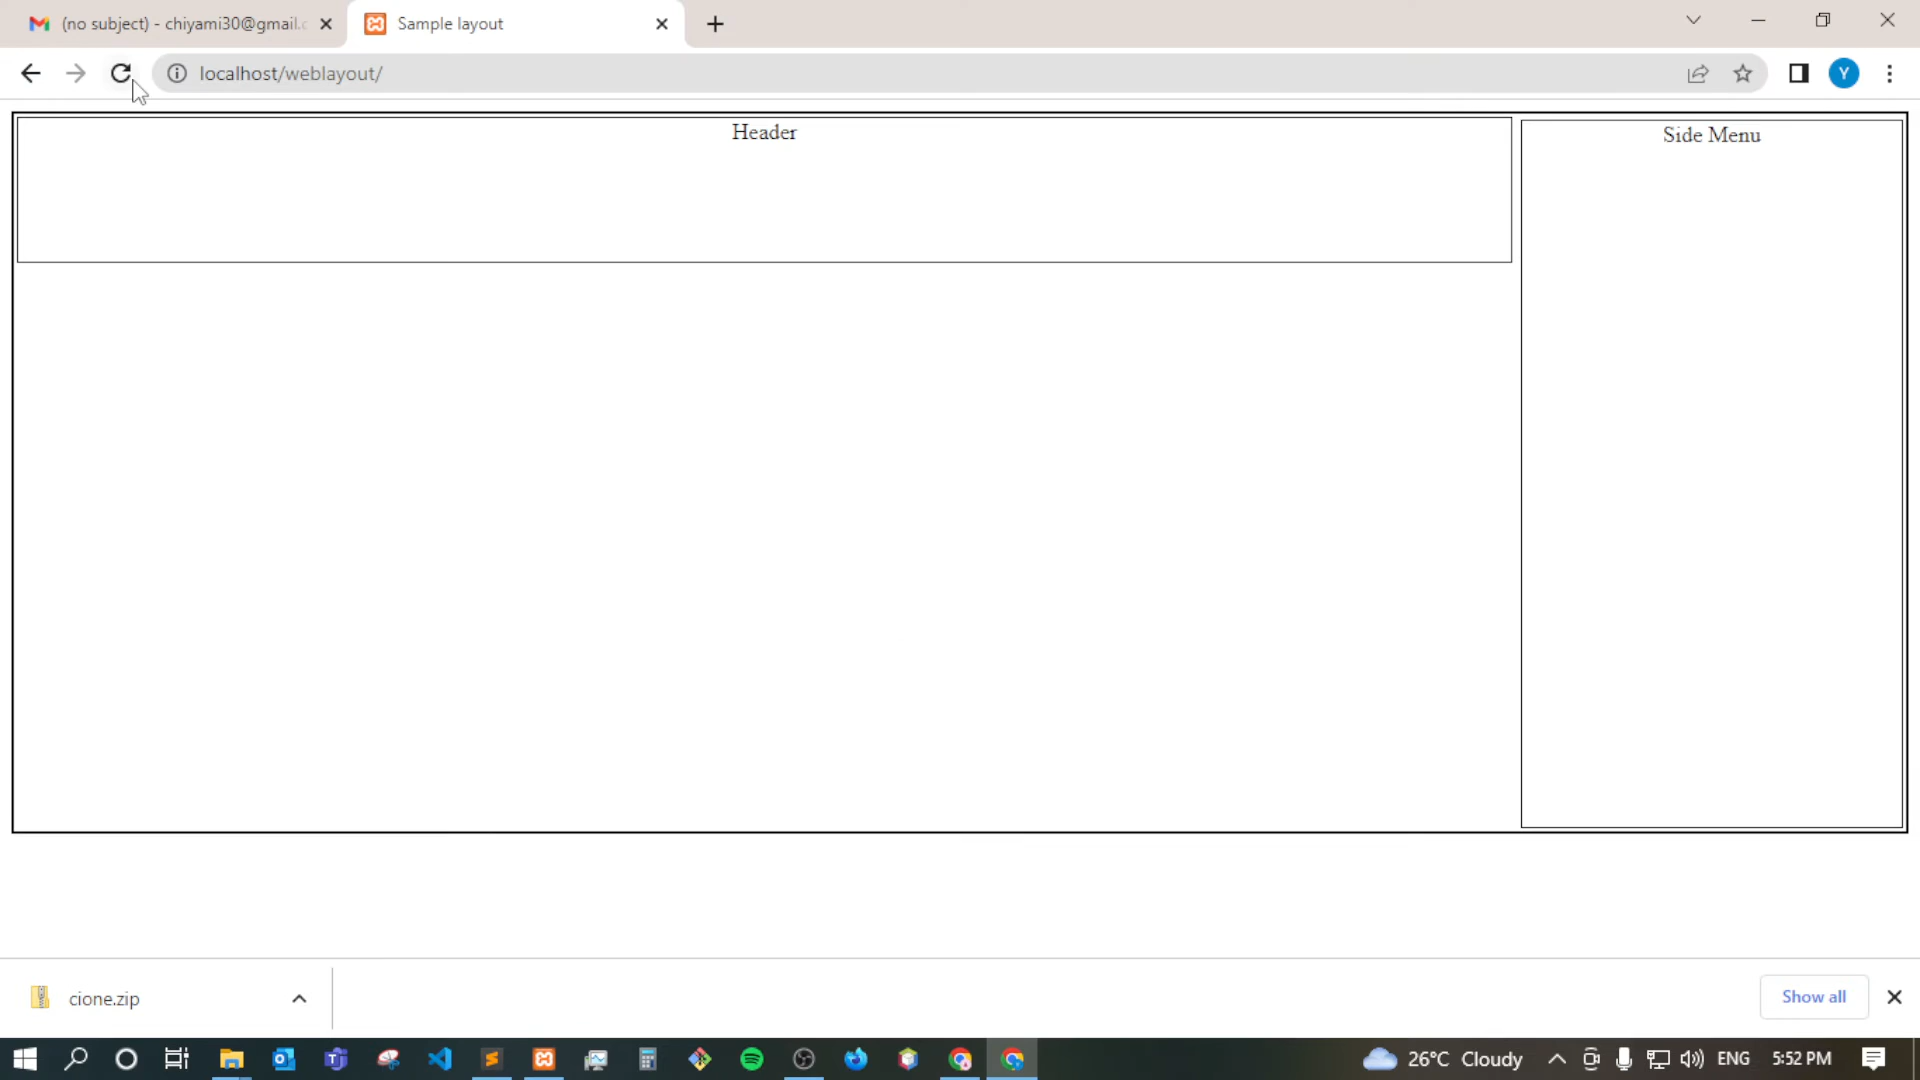 (no subject) - chiyami30@gmail.c
Sample layout
localhost/weblayout/
Y
Header
Side Menu
cione.zip
Show all
26°C Cloudy
ENG
5:52 PM